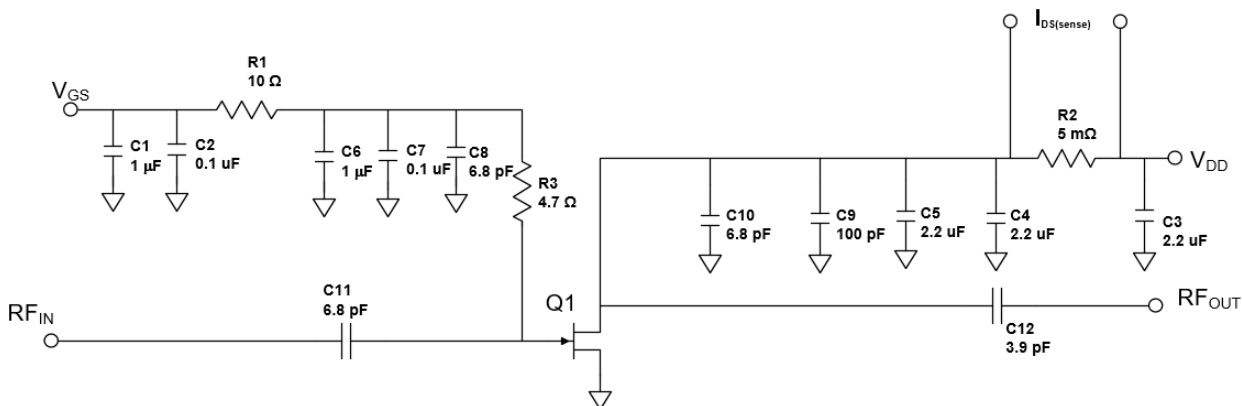 I_DS(sense)
R1
10 Ω
V_GS
R2
5 mΩ
V_DD
C1
1 μF
C2
0.1 uF
C6
1 μF
C7
0.1 uF
C8
6.8 pF
R3
4.7 Ω
C10
6.8 pF
C9
100 pF
C5
2.2 uF
C4
2.2 uF
C3
2.2 uF
C11
6.8 pF
Q1
RF_IN
RF_OUT
C12
3.9 pF